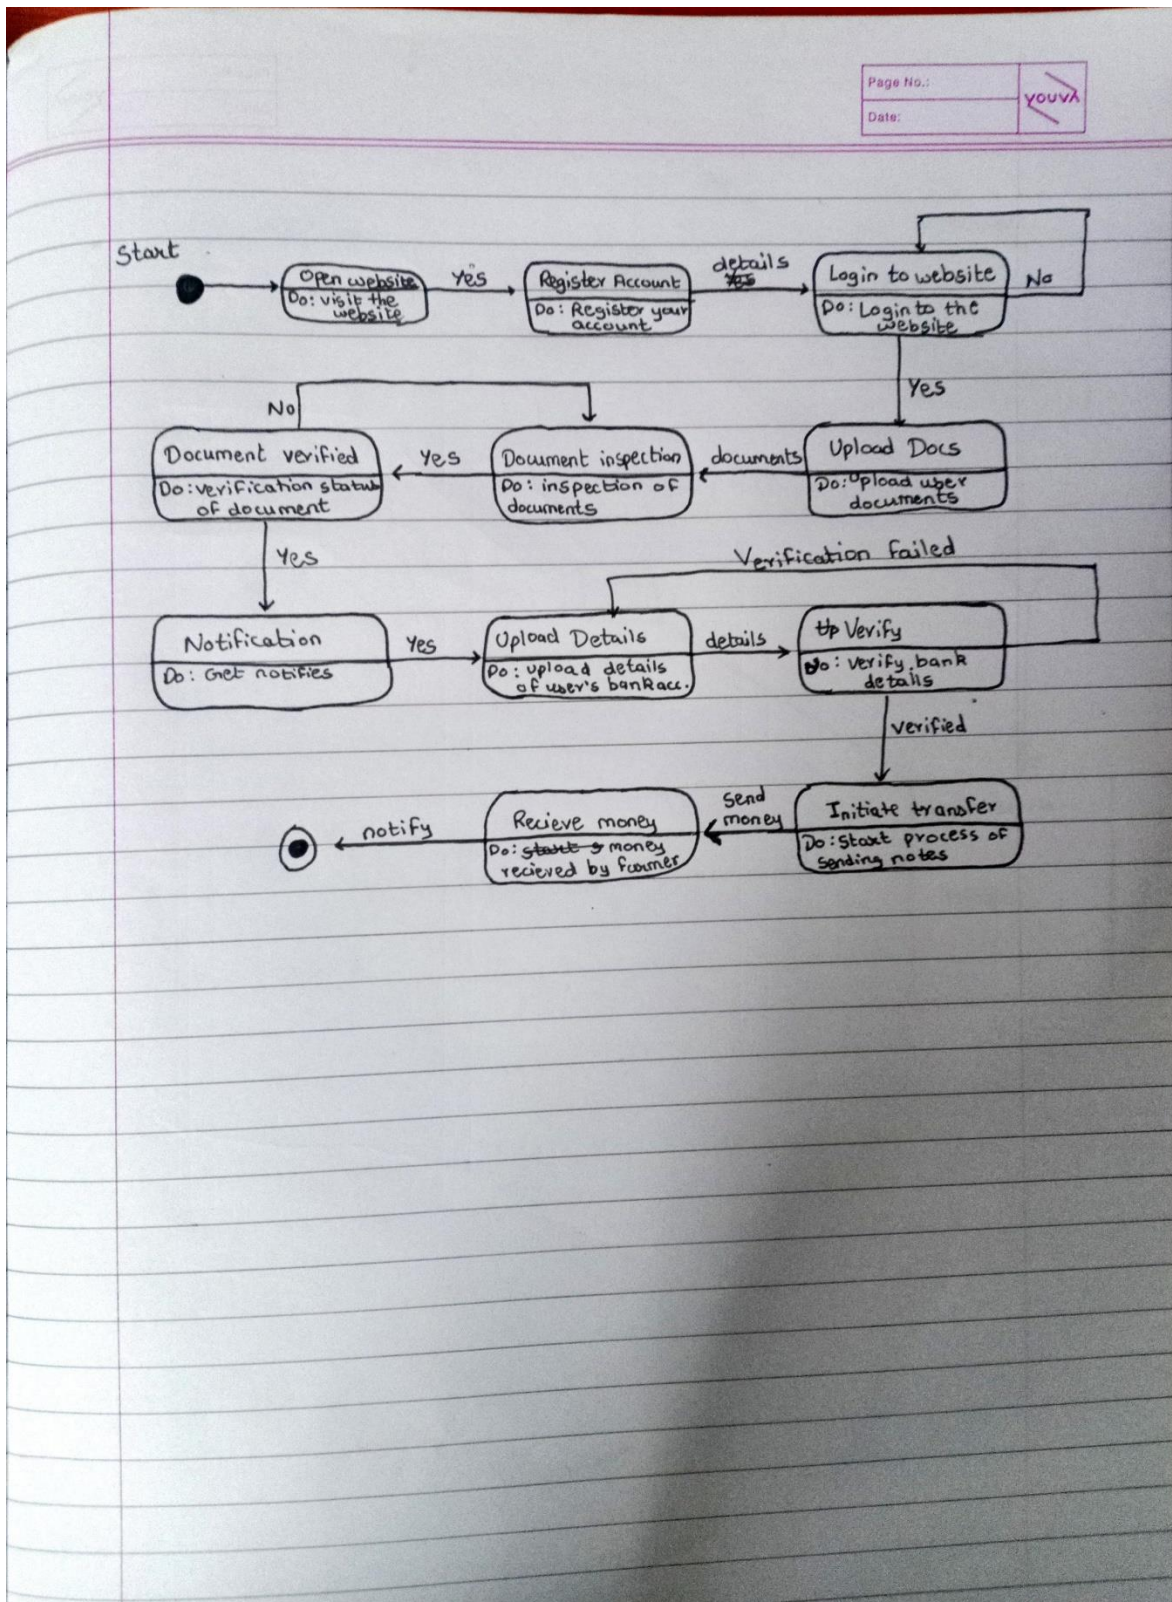 Page No.:
Date:
YOUVA
Start
Open website
Do: visit the
website
Yes
Register Account
Do: Register your
account
details
Yes
Login to website
Do: Login to the
website
No
Yes
Upload Docs
Do: Upload user
documents
documents
Document inspection
Do: inspection of
documents
Yes
Document verified
Do: verification status
of document
No
Yes
Notification
Do: Get notifies
Yes
Upload Details
Do: upload details
of user's bank acc.
details
Up Verify
Do: verify bank
details
Verification failed
verified
Initiate transfer
Do: Start process of
sending notes
Send
money
Recieve money
Do: start s money
recieved by farmer
notify